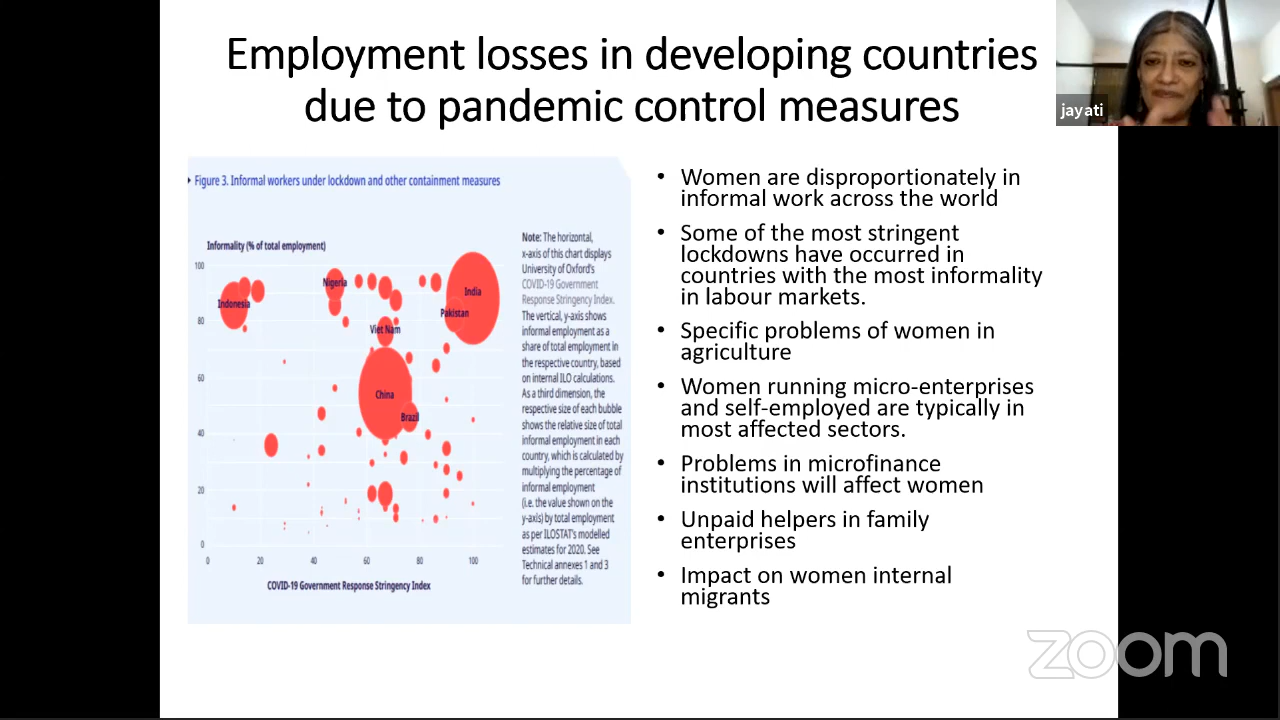 Employment losses in developing countries
due to pandemic control measures
jayati
Figure 3. Informal workers under lockdown and other containment measures
Informality (% of total employment)
100
80
60
40
20
0
0
20
40
60
80
100
COVID-19 Government Response Stringency Index
Indonesia
Nigeria
India
Pakistan
Viet Nam
China
Brazil
Note: The horizontal,
x-axis of this chart displays
University of Oxford's
COVID-19 Government
Response Stringency Index.
The vertical, y-axis shows
informal employment as a
share of total employment in
the respective country, based
on internal ILO calculations.
As a third dimension, the
respective size of each bubble
shows the relative size of total
informal employment in each
country, which is calculated by
multiplying the percentage of
informal employment
(i.e. the value shown on the
y-axis) by total employment
as per ILOSTAT's modelled
estimates for 2020. See
Technical annexes 1 and 3
for further details.
• Women are disproportionately in
informal work across the world
• Some of the most stringent
lockdowns have occurred in
countries with the most informality
in labour markets.
• Specific problems of women in
agriculture
• Women running micro-enterprises
and self-employed are typically in
most affected sectors.
• Problems in microfinance
institutions will affect women
• Unpaid helpers in family
enterprises
• Impact on women internal
migrants
zoom